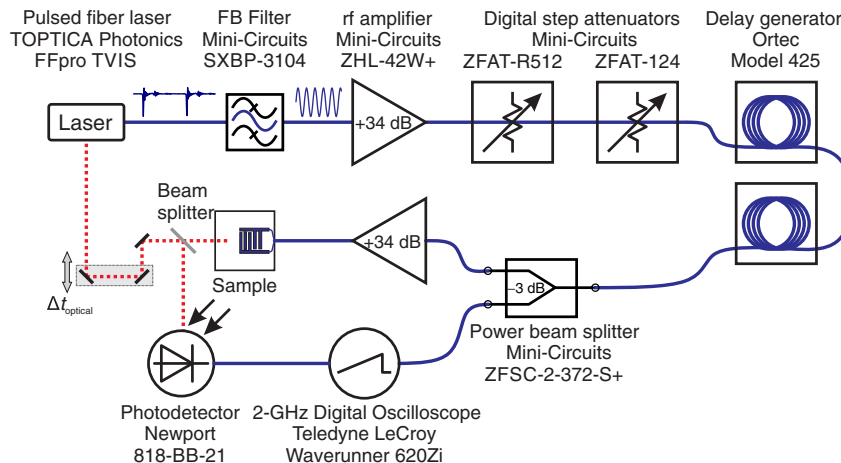 Pulsed fiber laser
TOPTICA Photonics
FFpro TVIS
FB Filter
Mini-Circuits
SXBP-3104
rf amplifier
Mini-Circuits
ZHL-42W+
Digital step attenuators
Mini-Circuits
ZFAT-R512
ZFAT-124
Delay generator
Ortec
Model 425
Laser
+34 dB
Beam
splitter
Sample
+34 dB
–3 dB
Δt optical
Power beam splitter
Mini-Circuits
ZFSC-2-372-S+
Photodetector
Newport
818-BB-21
2-GHz Digital Oscilloscope
Teledyne LeCroy
Waverunner 620Zi